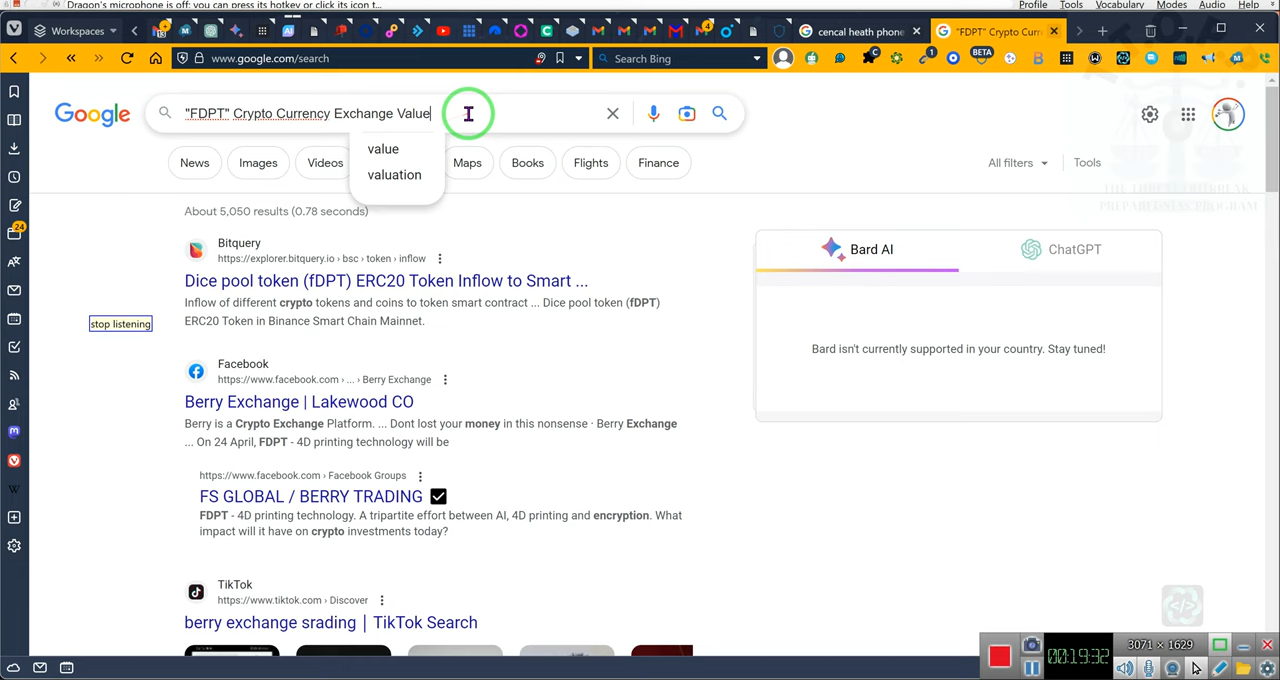 Dragon's microphone is off: you can press its hotkey or click its icon t...
Profile Tools Vocabulary Modes Audio Help
Workspaces
cencal heath phone
"FDPT" Crypto Curr
www.google.com/search
Search Bing
1
BETA
Google
"FDPT" Crypto Currency Exchange Value
value
valuation
News
Images
Videos
Maps
Books
Flights
Finance
All filters
Tools
THE THREAT OUTBREAK
PREPAREDNESS PROGRAM
About 5,050 results (0.78 seconds)
Bitquery
https://explorer.bitquery.io › bsc › token › inflow
Dice pool token (fDPT) ERC20 Token Inflow to Smart ...
Inflow of different crypto tokens and coins to token smart contract ... Dice pool token (fDPT)
ERC20 Token in Binance Smart Chain Mainnet.
stop listening
Facebook
https://www.facebook.com › ... › Berry Exchange
Berry Exchange | Lakewood CO
Berry is a Crypto Exchange Platform. ... Dont lost your money in this nonsense · Berry Exchange
... On 24 April, FDPT - 4D printing technology will be
https://www.facebook.com › Facebook Groups
FS GLOBAL / BERRY TRADING ✅
FDPT - 4D printing technology. A tripartite effort between AI, 4D printing and encryption. What
impact will it have on crypto investments today?
TikTok
https://www.tiktok.com › Discover
berry exchange srading | TikTok Search
Bard AI
ChatGPT
Bard isn't currently supported in your country. Stay tuned!
24
3071 × 1629
00:19:32